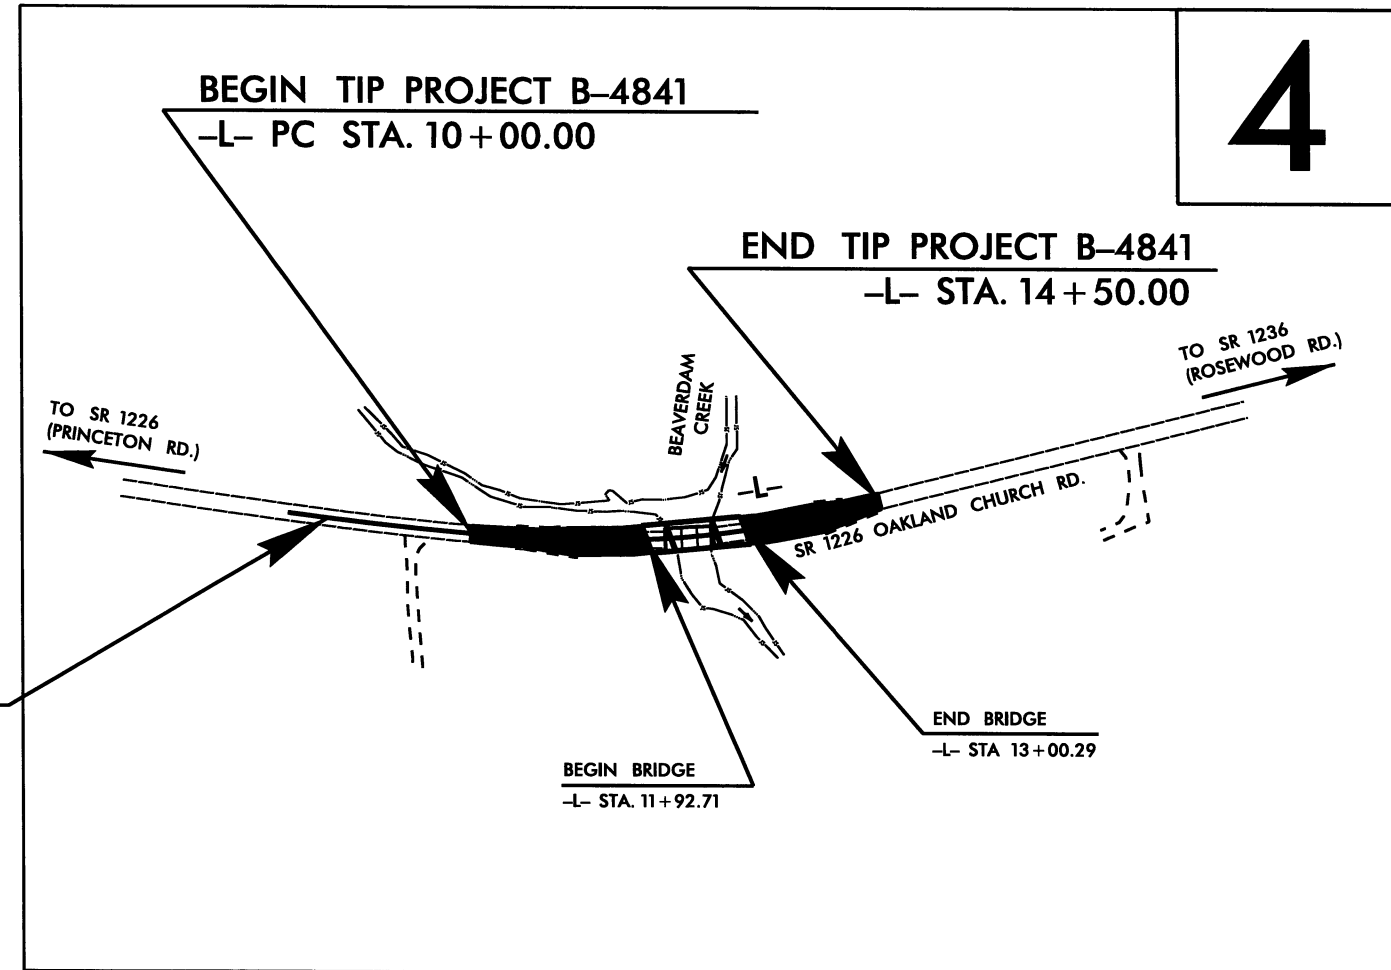 4
BEGIN TIP PROJECT B–4841
–L– PC STA. 10+00.00
END TIP PROJECT B–4841
–L– STA. 14+50.00
TO SR 1236
(ROSEWOOD RD.)
BEAVERDAM
CREEK
TO SR 1226
(PRINCETON RD.)
–L–
SR 1226 OAKLAND CHURCH RD.
END BRIDGE
–L– STA 13+00.29
BEGIN BRIDGE
–L– STA. 11+92.71